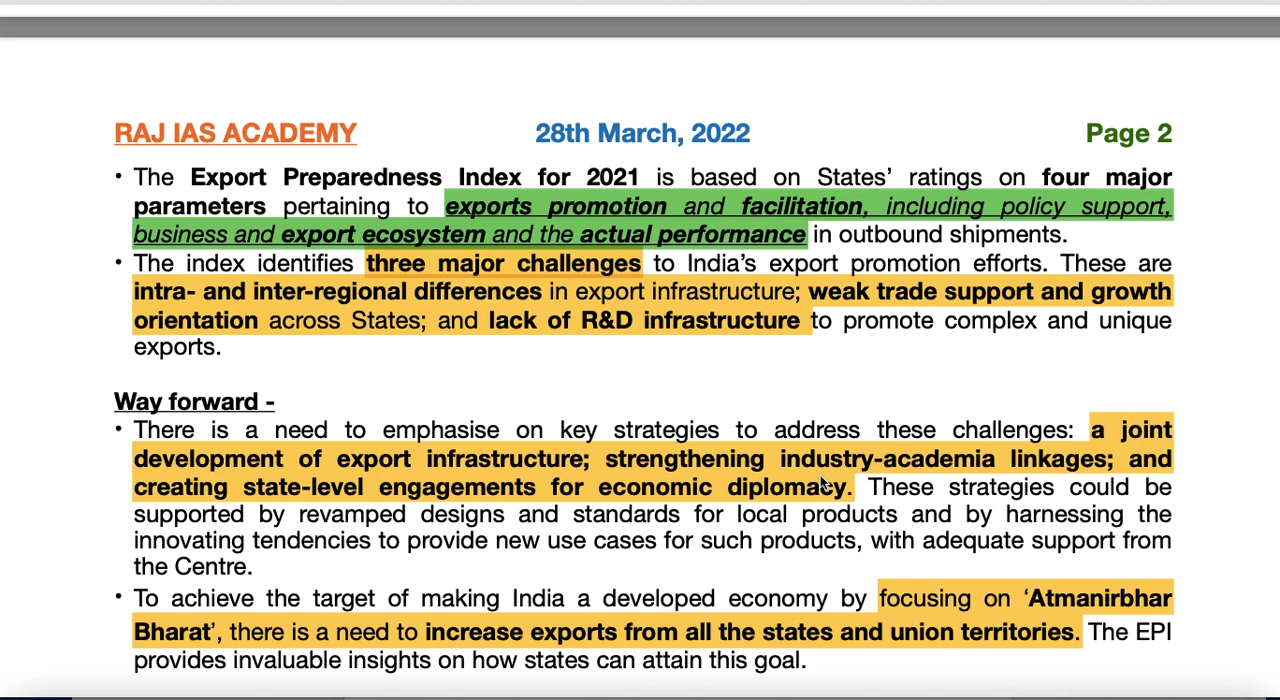 RAJ IAS ACADEMY 28th March, 2022 Page 2
• The Export Preparedness Index for 2021 is based on States’ ratings on four major
parameters pertaining to exports promotion and facilitation, including policy support,
business and export ecosystem and the actual performance in outbound shipments.
• The index identifies three major challenges to India’s export promotion efforts. These are
intra- and inter-regional differences in export infrastructure; weak trade support and growth
orientation across States; and lack of R&D infrastructure to promote complex and unique
exports.
Way forward -
• There is a need to emphasise on key strategies to address these challenges: a joint
development of export infrastructure; strengthening industry-academia linkages; and
creating state-level engagements for economic diplomacy. These strategies could be
supported by revamped designs and standards for local products and by harnessing the
innovating tendencies to provide new use cases for such products, with adequate support from
the Centre.
• To achieve the target of making India a developed economy by focusing on ‘Atmanirbhar
Bharat’, there is a need to increase exports from all the states and union territories. The EPI
provides invaluable insights on how states can attain this goal.